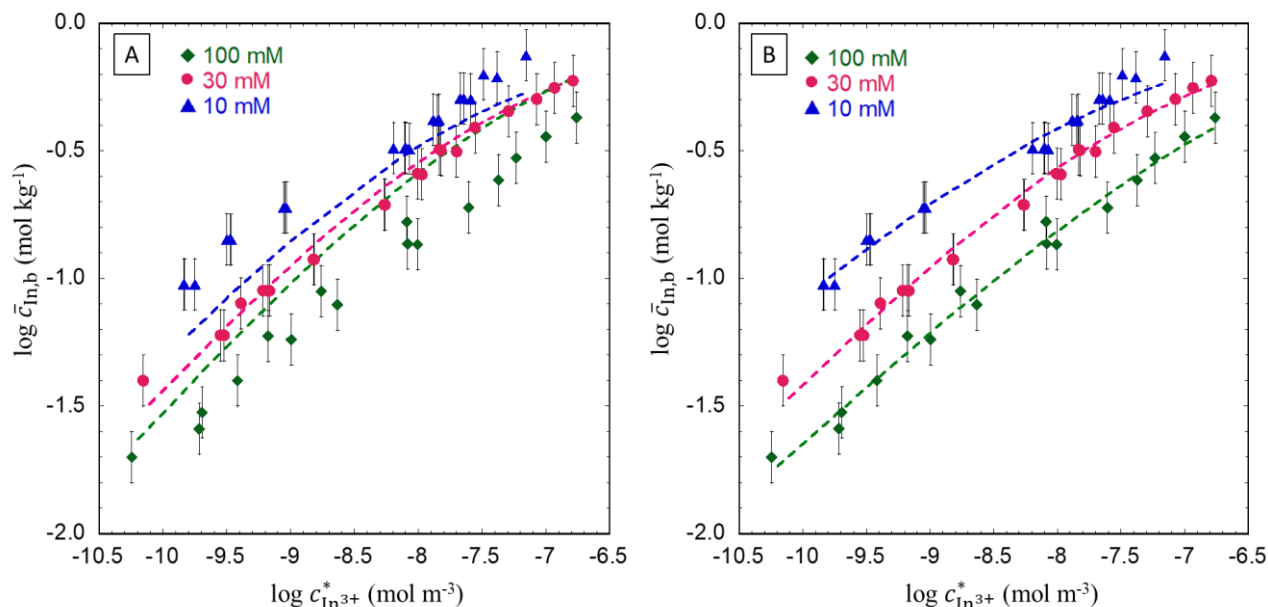 A
100 mM
30 mM
10 mM
0.0
-0.5
-1.0
-1.5
-2.0
log c̄In,b (mol kg-1)
-10.5 -10 -9.5 -9 -8.5 -8 -7.5 -7 -6.5
log c*In3+ (mol m-3)
B
100 mM
30 mM
10 mM
0.0
-0.5
-1.0
-1.5
-2.0
log c̄In,b (mol kg-1)
-10.5 -10 -9.5 -9 -8.5 -8 -7.5 -7 -6.5
log c*In3+ (mol m-3)